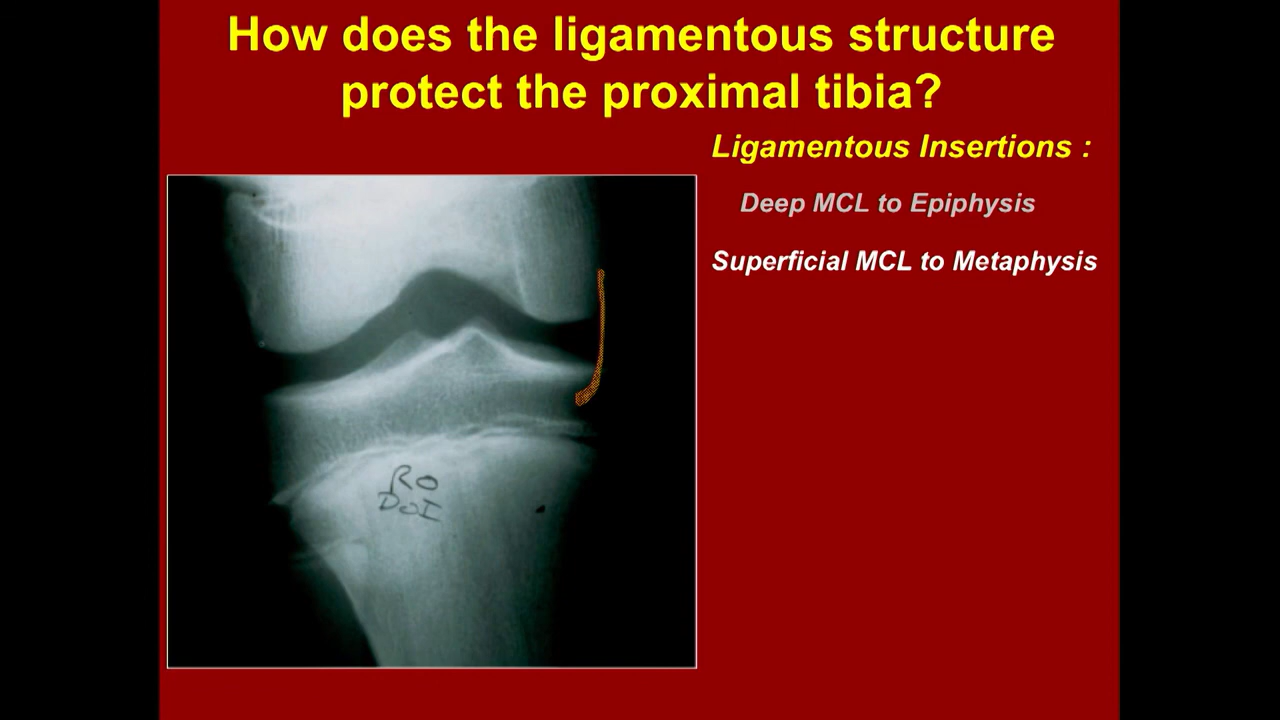 How does the ligamentous structure
protect the proximal tibia?
Ligamentous Insertions :
Deep MCL to Epiphysis
Superficial MCL to Metaphysis
RO
DOI